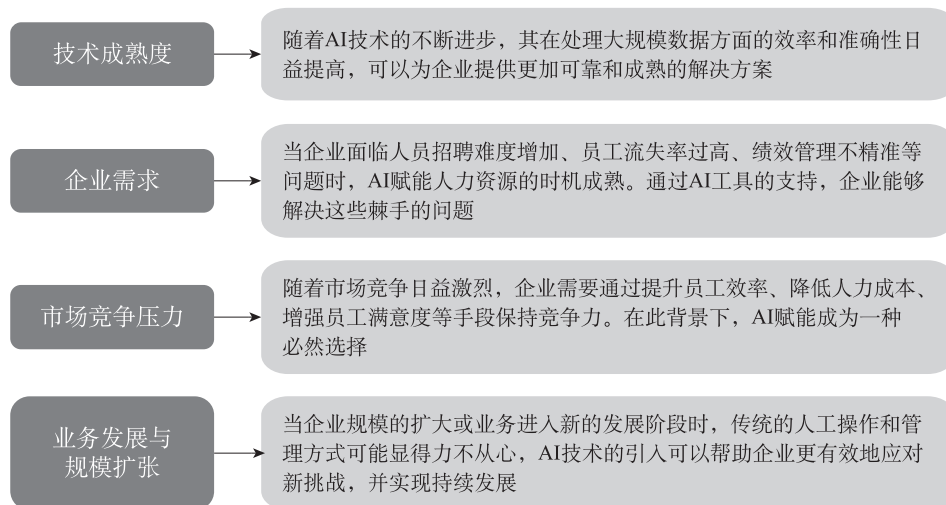 技术成熟度
随着AI技术的不断进步，其在处理大规模数据方面的效率和准确性日
益提高，可以为企业提供更加可靠和成熟的解决方案
企业需求
当企业面临人员招聘难度增加、员工流失率过高、绩效管理不精准等
问题时，AI赋能人力资源的时机成熟。通过AI工具的支持，企业能够
解决这些棘手的问题
市场竞争压力
随着市场竞争日益激烈，企业需要通过提升员工效率、降低人力成本、
增强员工满意度等手段保持竞争力。在此背景下，AI赋能成为一种
必然选择
业务发展与
规模扩张
当企业规模的扩大或业务进入新的发展阶段时，传统的人工操作和管
理方式可能显得力不从心，AI技术的引入可以帮助企业更有效地应对
新挑战，并实现持续发展